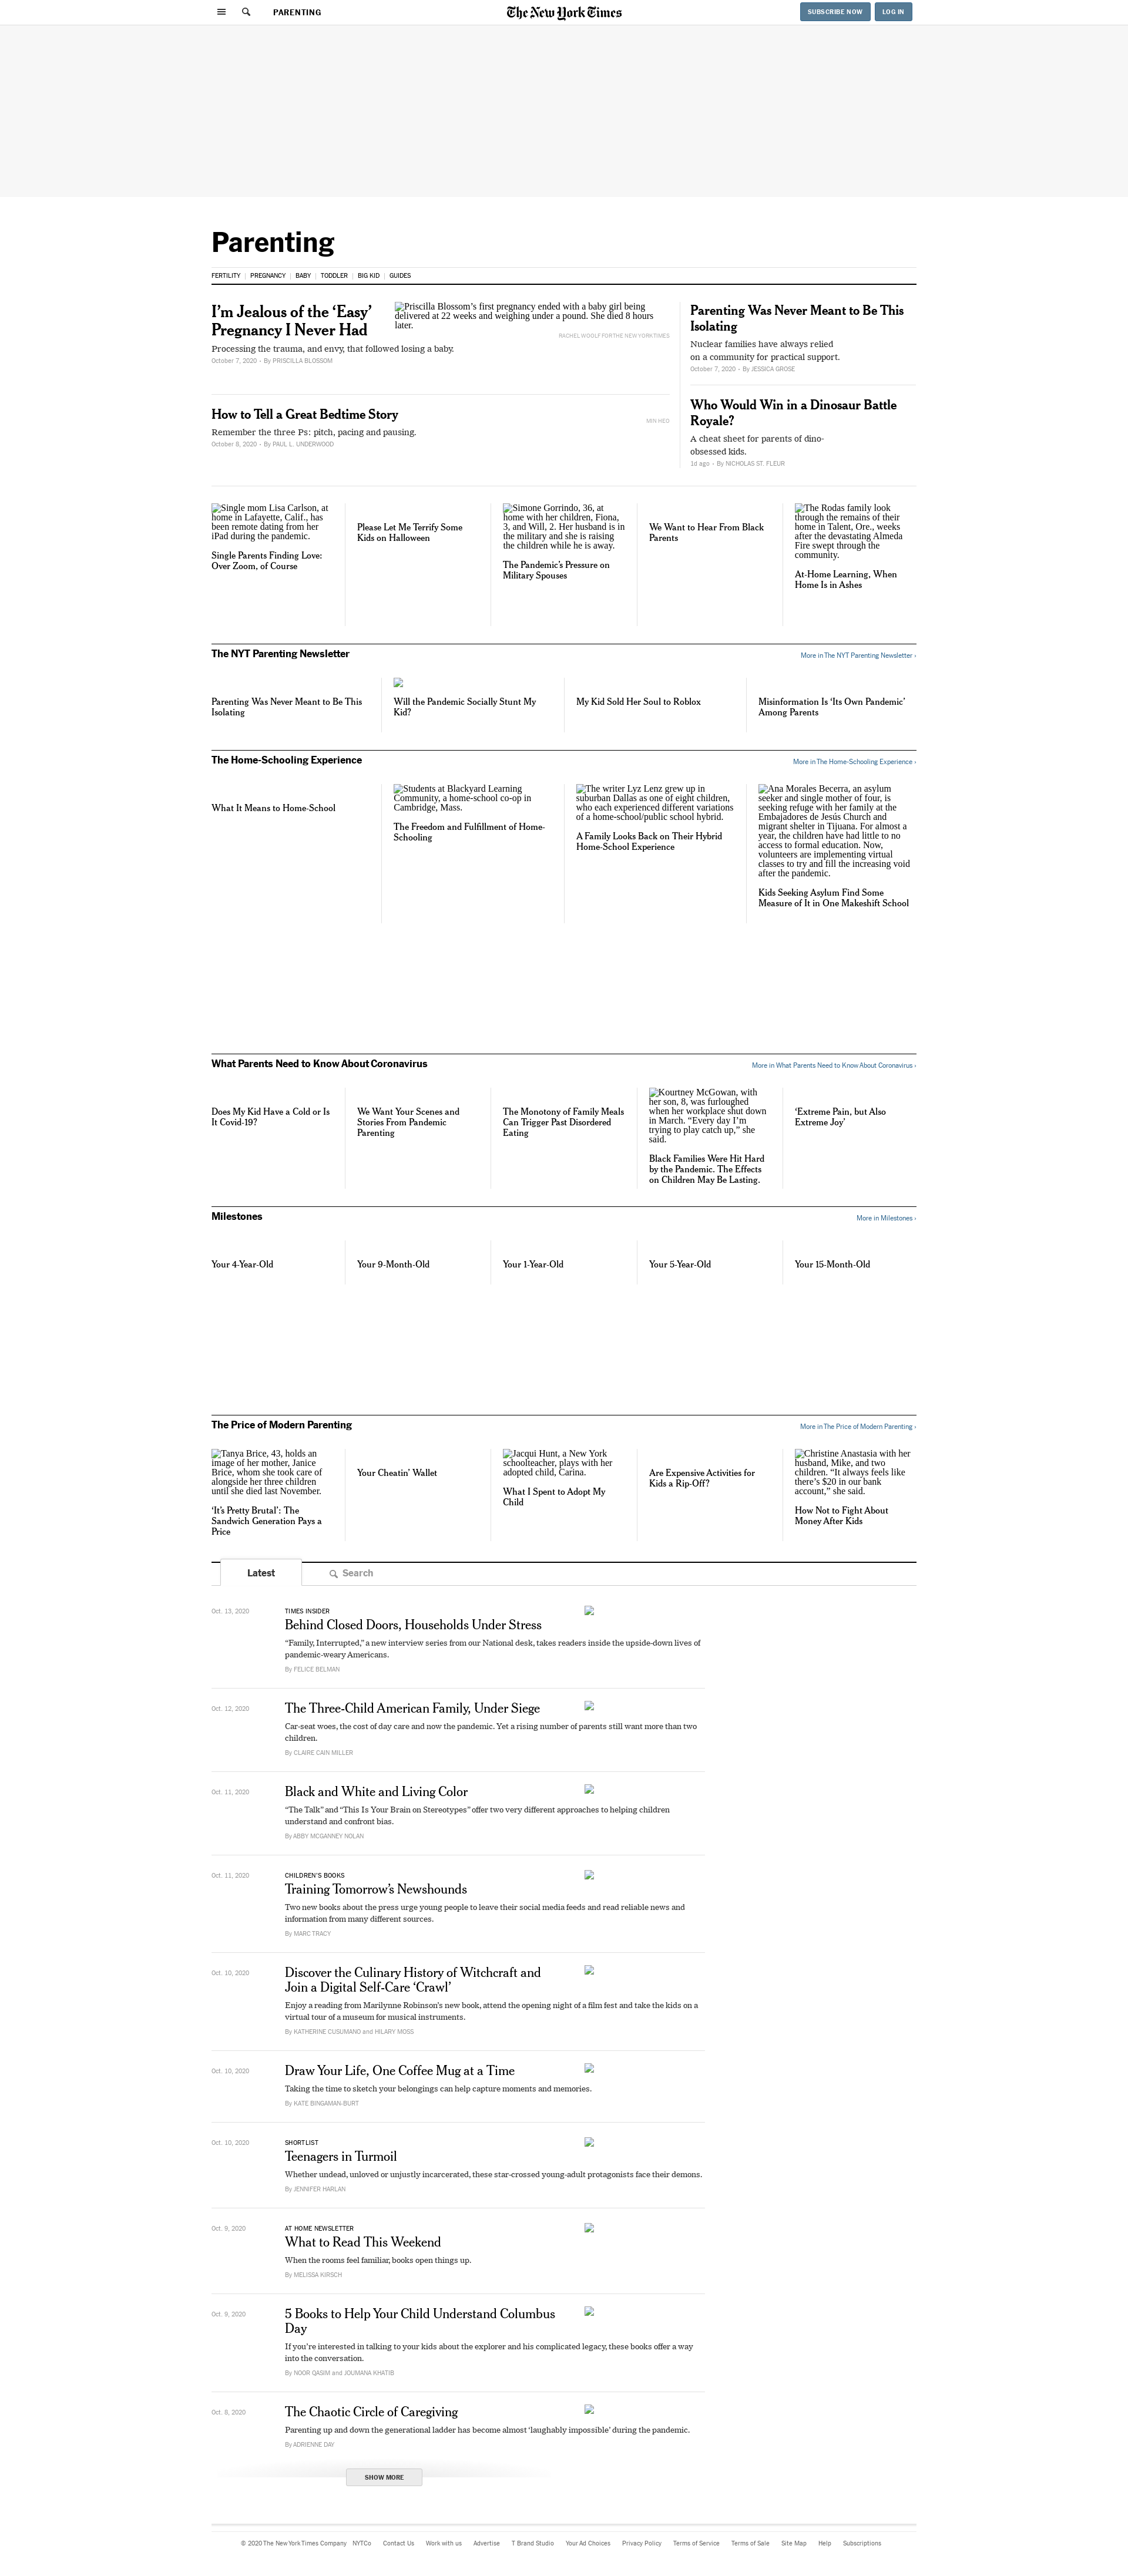 PARENTING
The New York Times
SUBSCRIBE NOW
LOG IN
Parenting
FERTILITY
PREGNANCY
BABY
TODDLER
BIG KID
GUIDES
I’m Jealous of the ‘Easy’
Pregnancy I Never Had
Processing the trauma, and envy, that followed losing a baby.
October 7, 2020 • By PRISCILLA BLOSSOM
Priscilla Blossom’s first pregnancy ended with a baby girl being
delivered at 22 weeks and weighing under a pound. She died 8 hours
later.
RACHEL WOOLF FOR THE NEW YORK TIMES
How to Tell a Great Bedtime Story
Remember the three Ps: pitch, pacing and pausing.
October 8, 2020 • By PAUL L. UNDERWOOD
MIN HEO
Parenting Was Never Meant to Be This
Isolating
Nuclear families have always relied
on a community for practical support.
October 7, 2020 • By JESSICA GROSE
Who Would Win in a Dinosaur Battle
Royale?
A cheat sheet for parents of dino-
obsessed kids.
1d ago • By NICHOLAS ST. FLEUR
Single mom Lisa Carlson, at
home in Lafayette, Calif., has
been remote dating from her
iPad during the pandemic.
Single Parents Finding Love:
Over Zoom, of Course
Please Let Me Terrify Some
Kids on Halloween
Simone Gorrindo, 36, at
home with her children, Fiona,
3, and Will, 2. Her husband is in
the military and she is raising
the children while he is away.
The Pandemic’s Pressure on
Military Spouses
We Want to Hear From Black
Parents
The Rodas family look
through the remains of their
home in Talent, Ore., weeks
after the devastating Almeda
Fire swept through the
community.
At-Home Learning, When
Home Is in Ashes
The NYT Parenting Newsletter
More in The NYT Parenting Newsletter ›
Parenting Was Never Meant to Be This
Isolating
Will the Pandemic Socially Stunt My
Kid?
My Kid Sold Her Soul to Roblox
Misinformation Is ‘Its Own Pandemic’
Among Parents
The Home-Schooling Experience
More in The Home-Schooling Experience ›
What It Means to Home-School
Students at Blackyard Learning
Community, a home-school co-op in
Cambridge, Mass.
The Freedom and Fulfillment of Home-
Schooling
The writer Lyz Lenz grew up in
suburban Dallas as one of eight children,
who each experienced different variations
of a home-school/public school hybrid.
A Family Looks Back on Their Hybrid
Home-School Experience
Ana Morales Becerra, an asylum
seeker and single mother of four, is
seeking refuge with her family at the
Embajadores de Jesús Church and
migrant shelter in Tijuana. For almost a
year, the children have had little to no
access to formal education. Now,
volunteers are implementing virtual
classes to try and fill the increasing void
after the pandemic.
Kids Seeking Asylum Find Some
Measure of It in One Makeshift School
What Parents Need to Know About Coronavirus
More in What Parents Need to Know About Coronavirus ›
Does My Kid Have a Cold or Is
It Covid-19?
We Want Your Scenes and
Stories From Pandemic
Parenting
The Monotony of Family Meals
Can Trigger Past Disordered
Eating
Kourtney McGowan, with
her son, 8, was furloughed
when her workplace shut down
in March. “Every day I’m
trying to play catch up,” she
said.
Black Families Were Hit Hard
by the Pandemic. The Effects
on Children May Be Lasting.
‘Extreme Pain, but Also
Extreme Joy’
Milestones
More in Milestones ›
Your 4-Year-Old
Your 9-Month-Old
Your 1-Year-Old
Your 5-Year-Old
Your 15-Month-Old
The Price of Modern Parenting
More in The Price of Modern Parenting ›
Tanya Brice, 43, holds an
image of her mother, Janice
Brice, whom she took care of
alongside her three children
until she died last November.
‘It’s Pretty Brutal’: The
Sandwich Generation Pays a
Price
Your Cheatin’ Wallet
Jacqui Hunt, a New York
schoolteacher, plays with her
adopted child, Carina.
What I Spent to Adopt My
Child
Are Expensive Activities for
Kids a Rip-Off?
Christine Anastasia with her
husband, Mike, and two
children. “It always feels like
there’s $20 in our bank
account,” she said.
How Not to Fight About
Money After Kids
Latest
Search
Oct. 13, 2020
TIMES INSIDER
Behind Closed Doors, Households Under Stress
“Family, Interrupted,” a new interview series from our National desk, takes readers inside the upside-down lives of
pandemic-weary Americans.
By FELICE BELMAN
Oct. 12, 2020
The Three-Child American Family, Under Siege
Car-seat woes, the cost of day care and now the pandemic. Yet a rising number of parents still want more than two
children.
By CLAIRE CAIN MILLER
Oct. 11, 2020
Black and White and Living Color
“The Talk” and “This Is Your Brain on Stereotypes” offer two very different approaches to helping children
understand and confront bias.
By ABBY MCGANNEY NOLAN
Oct. 11, 2020
CHILDREN’S BOOKS
Training Tomorrow’s Newshounds
Two new books about the press urge young people to leave their social media feeds and read reliable news and
information from many different sources.
By MARC TRACY
Oct. 10, 2020
Discover the Culinary History of Witchcraft and
Join a Digital Self-Care ‘Crawl’
Enjoy a reading from Marilynne Robinson’s new book, attend the opening night of a film fest and take the kids on a
virtual tour of a museum for musical instruments.
By KATHERINE CUSUMANO and HILARY MOSS
Oct. 10, 2020
Draw Your Life, One Coffee Mug at a Time
Taking the time to sketch your belongings can help capture moments and memories.
By KATE BINGAMAN-BURT
Oct. 10, 2020
SHORTLIST
Teenagers in Turmoil
Whether undead, unloved or unjustly incarcerated, these star-crossed young-adult protagonists face their demons.
By JENNIFER HARLAN
Oct. 9, 2020
AT HOME NEWSLETTER
What to Read This Weekend
When the rooms feel familiar, books open things up.
By MELISSA KIRSCH
Oct. 9, 2020
5 Books to Help Your Child Understand Columbus
Day
If you’re interested in talking to your kids about the explorer and his complicated legacy, these books offer a way
into the conversation.
By NOOR QASIM and JOUMANA KHATIB
Oct. 8, 2020
The Chaotic Circle of Caregiving
Parenting up and down the generational ladder has become almost ‘laughably impossible’ during the pandemic.
By ADRIENNE DAY
SHOW MORE
© 2020 The New York Times Company
NYTCo
Contact Us
Work with us
Advertise
T Brand Studio
Your Ad Choices
Privacy Policy
Terms of Service
Terms of Sale
Site Map
Help
Subscriptions